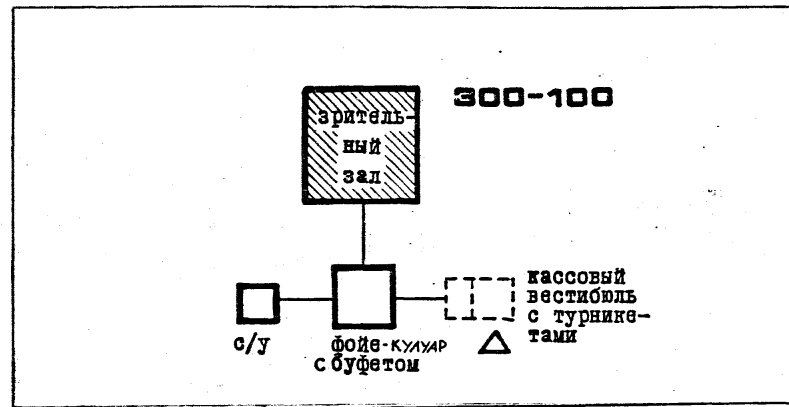 300-100
зритель-
ный
зал
кассовый
вестибюль
с турнике-
тами
с/у
фойе-кулуар
с буфетом